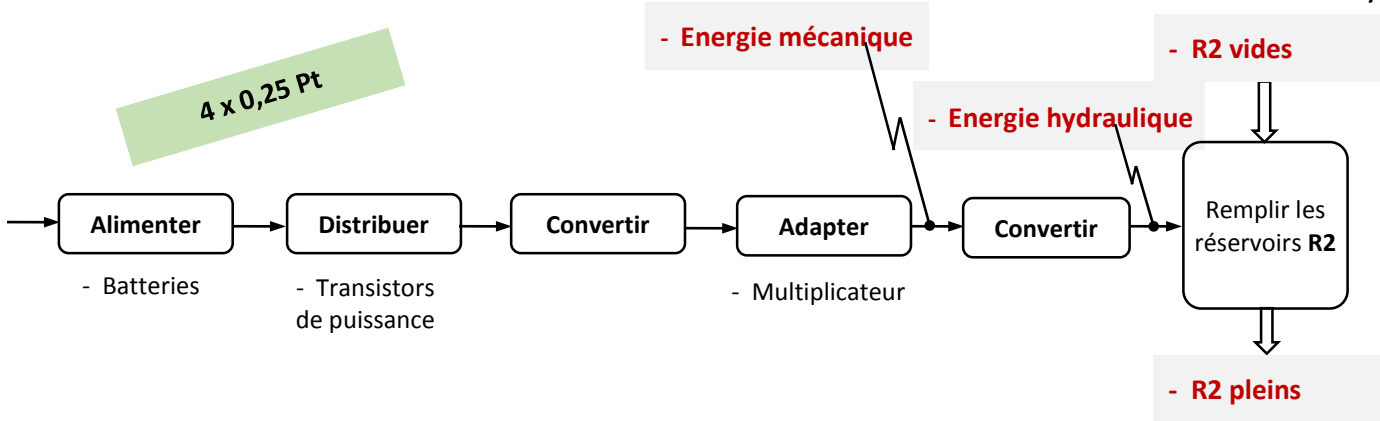 - Energie mécanique
- R2 vides
4 x 0,25 Pt
- Energie hydraulique
Alimenter
Distribuer
Convertir
Adapter
Convertir
Remplir les
réservoirs R2
- Batteries
- Transistors
de puissance
- Multiplicateur
- R2 pleins